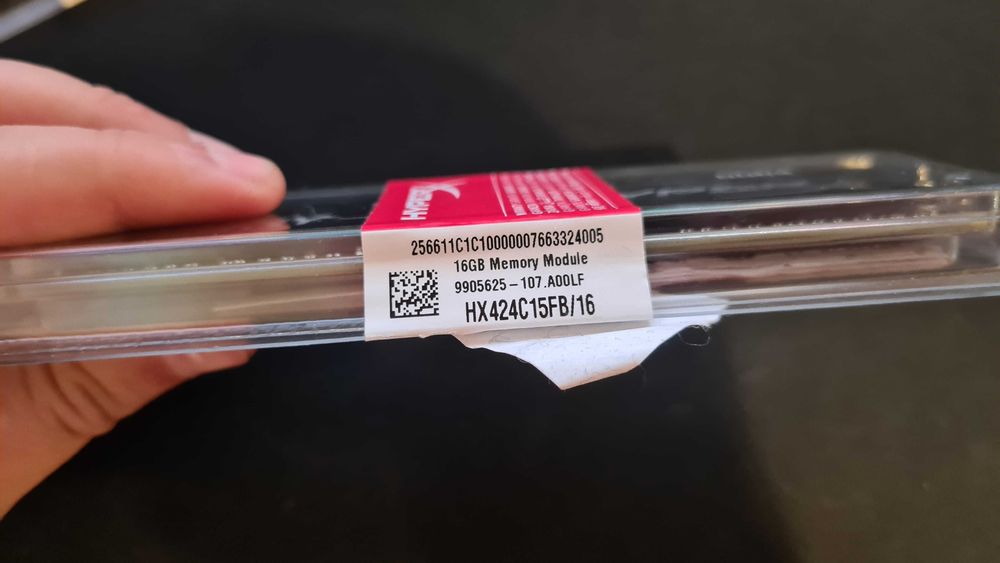 HYPERX
256611C1C10000007663324005
16GB Memory Module
9905625-107.A00LF
HX424C15FB/16